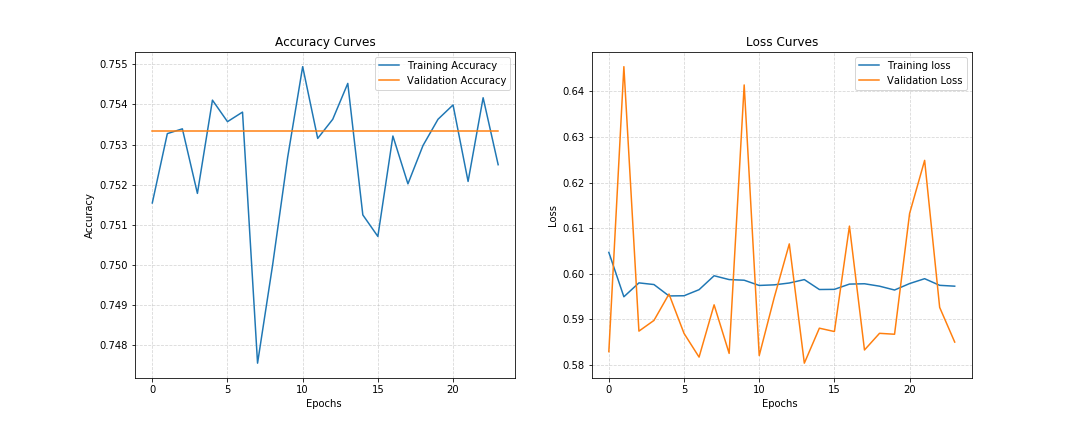 Accuracy Curves
Training Accuracy
Validation Accuracy
0.755
0.754
0.753
0.752
0.751
0.750
0.749
0.748
Accuracy
0
5
10
15
20
Epochs
Loss Curves
Training loss
Validation Loss
0.64
0.63
0.62
0.61
0.60
0.59
0.58
Loss
0
5
10
15
20
Epochs